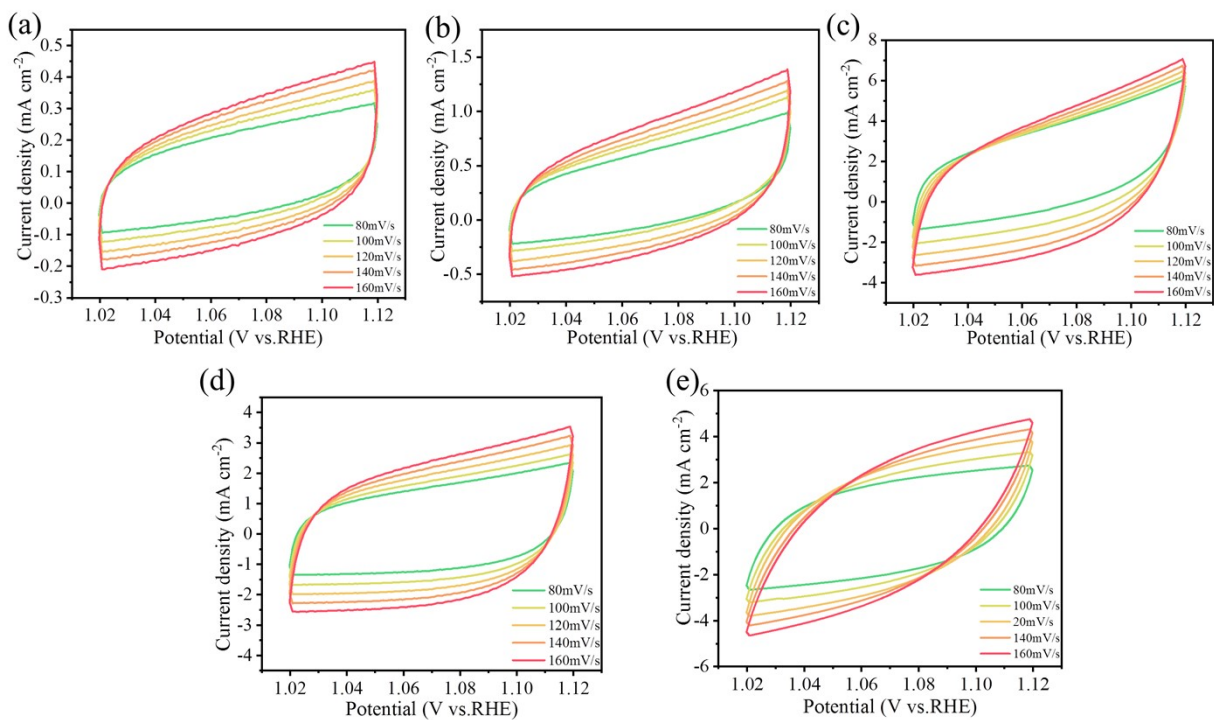 (a)
Current density (mA cm-2)
0.5
0.4
0.3
0.2
0.1
0.0
-0.1
-0.2
-0.3
80mV/s
100mV/s
120mV/s
140mV/s
160mV/s
1.02 1.04 1.06 1.08 1.10 1.12
Potential (V vs.RHE)
(b)
Current density (mA cm-2)
1.5
1.0
0.5
0.0
-0.5
80mV/s
100mV/s
120mV/s
140mV/s
160mV/s
1.02 1.04 1.06 1.08 1.10 1.12
Potential (V vs.RHE)
(c)
Current density (mA cm-2)
8
6
4
2
0
-2
-4
80mV/s
100mV/s
120mV/s
140mV/s
160mV/s
1.02 1.04 1.06 1.08 1.10 1.12
Potential (V vs.RHE)
(d)
Current density (mA cm-2)
4
3
2
1
0
-1
-2
-3
-4
80mV/s
100mV/s
120mV/s
140mV/s
160mV/s
1.02 1.04 1.06 1.08 1.10 1.12
Potential (V vs.RHE)
(e)
Current density (mA cm-2)
6
4
2
0
-2
-4
-6
80mV/s
100mV/s
20mV/s
140mV/s
160mV/s
1.02 1.04 1.06 1.08 1.10 1.12
Potential (V vs.RHE)